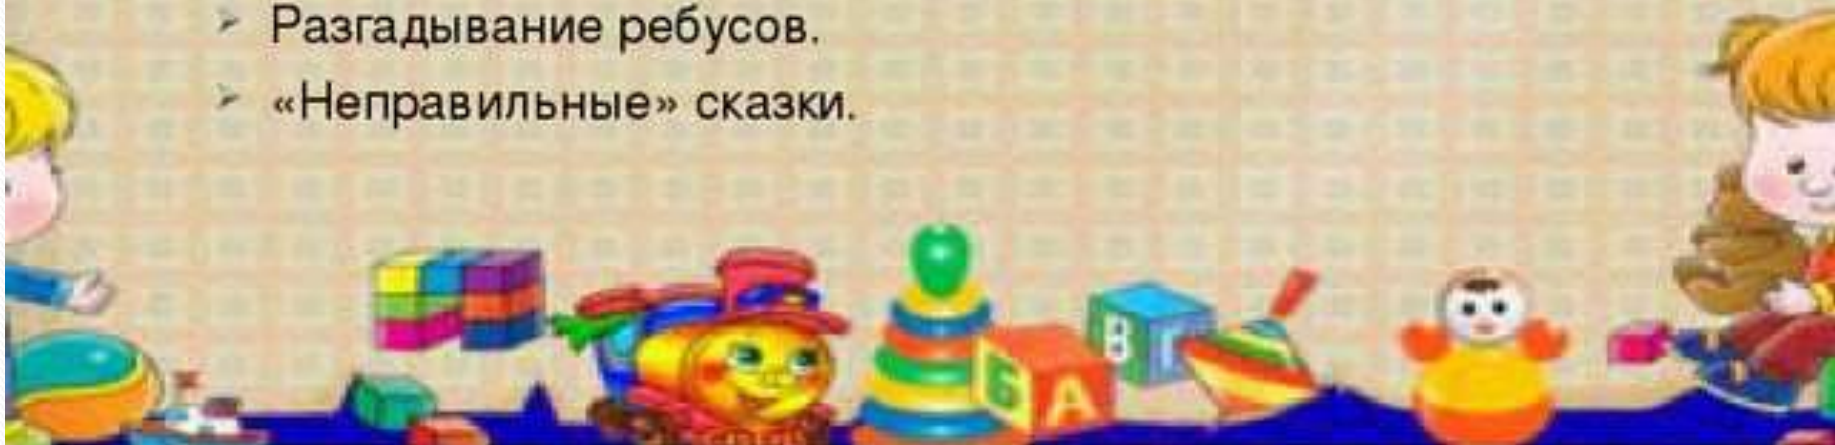 Разгадывание ребусов.
«Неправильные» сказки.
Б А В Г